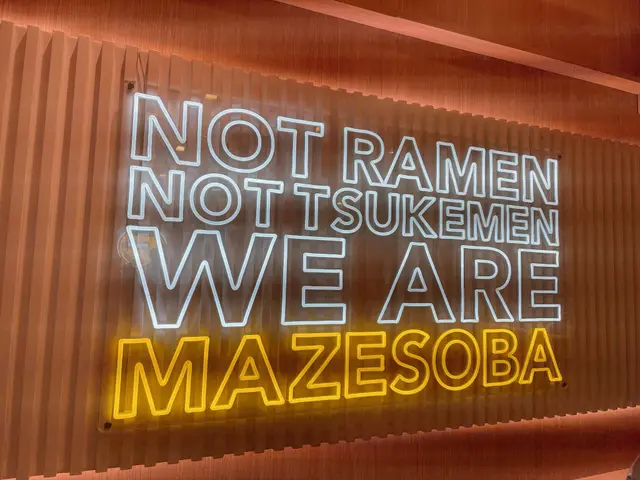 NOT RAMEN
NOT TSUKEMEN
WE ARE
MAZESOBA